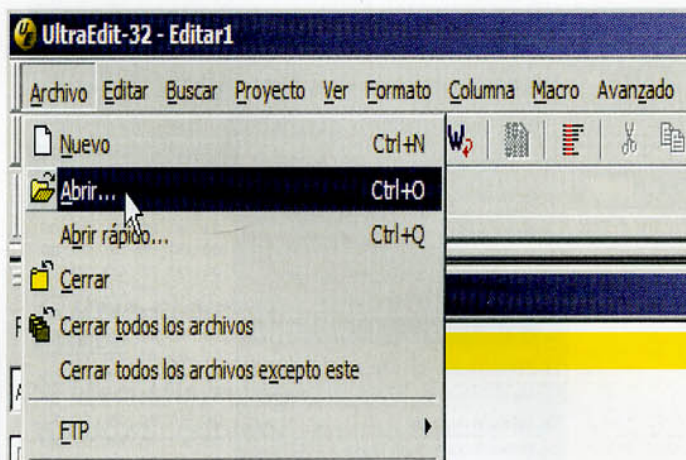 UltraEdit-32 - Editar1
Archivo Editar Buscar Proyecto Ver Formato Columna Macro Avanzado
Nuevo Ctrl+N
Abrir... Ctrl+O
Abrir rápido... Ctrl+Q
Cerrar
Cerrar todos los archivos
Cerrar todos los archivos excepto este
FTP